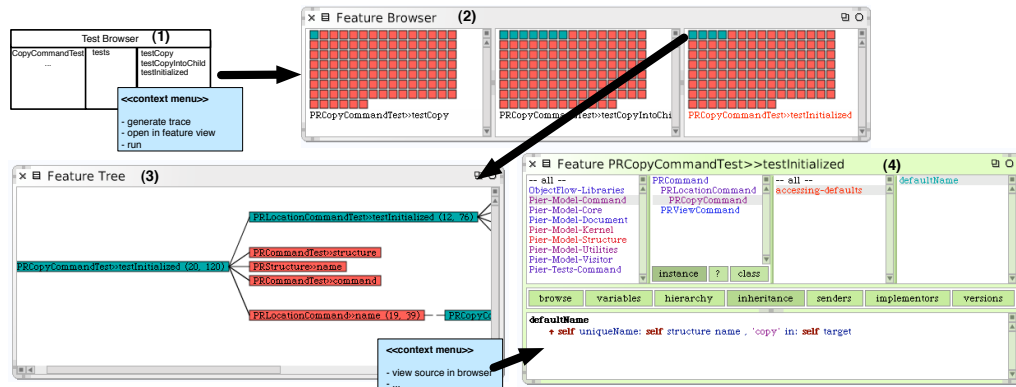 Test Browser
(1)
CopyCommandTest
...
tests
testCopy
testCopyIntoChild
testInitialized
<<context menu>>
- generate trace
- open in feature view
- run
Feature Browser
(2)
PRCopyCommandTest>>testCopy
PRCopyCommandTest>>testCopyIntoChi
PRCopyCommandTest>>testInitialized
Feature Tree
(3)
PRLocationCommandTest>>testInitialized (12, 76)
PRCommandTest>>structure
PRCopyCommandTest>>testInitialized (20, 120)
PRStructure>>name
PRCommandTest>>command
PRLocationCommand>>name (19, 39)
PRCopyCo
<<context menu>>
- view source in browser
- ...
Feature PRCopyCommandTest>>testInitialized
(4)
-- all --
ObjectFlow-Libraries
Pier-Model-Command
Pier-Model-Core
Pier-Model-Document
Pier-Model-Kernel
Pier-Model-Structure
Pier-Model-Utilities
Pier-Model-Visitor
Pier-Tests-Command
PRCommand
PRLocationCommand
PRCopyCommand
PRViewCommand
instance ? class
-- all --
accessing-defaults
defaultName
browse variables hierarchy inheritance senders implementors versions
defaultName
↑ self uniqueName: self structure name , 'copy' in: self target